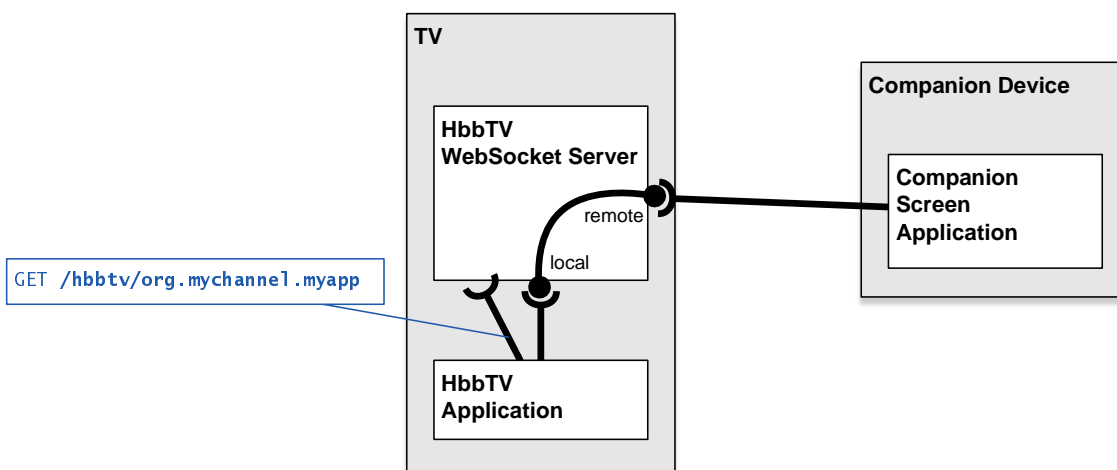 TV
HbbTV
WebSocket Server
remote
local
GET /hbbtv/org.mychannel.myapp
HbbTV
Application
Companion Device
Companion
Screen
Application